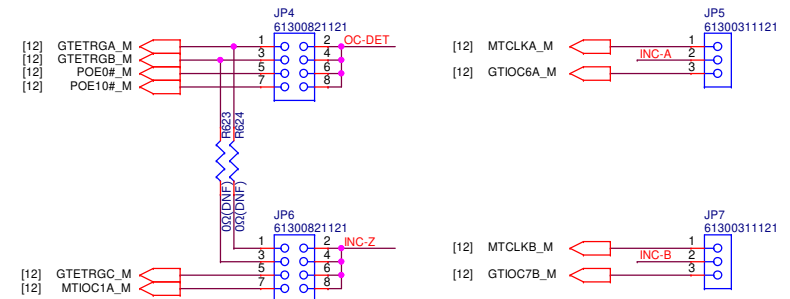 JP4
61300821121
[12] GTETRGA_M 1 2 OC-DET
[12] GTETRGB_M 3 4
[12] POE0#_M 5 6
[12] POE10#_M 7 8
JP5
61300311121
[12] MTCLKA_M 1
INC-A 2
[12] GTIOC6A_M 3
R623
R624
0Ω(DNF)
0Ω(DNF)
JP6
61300821121
1 2 INC-Z
3 4
[12] GTETRGC_M 5 6
[12] MTIOC1A_M 7 8
JP7
61300311121
[12] MTCLKB_M 1
INC-B 2
[12] GTIOC7B_M 3